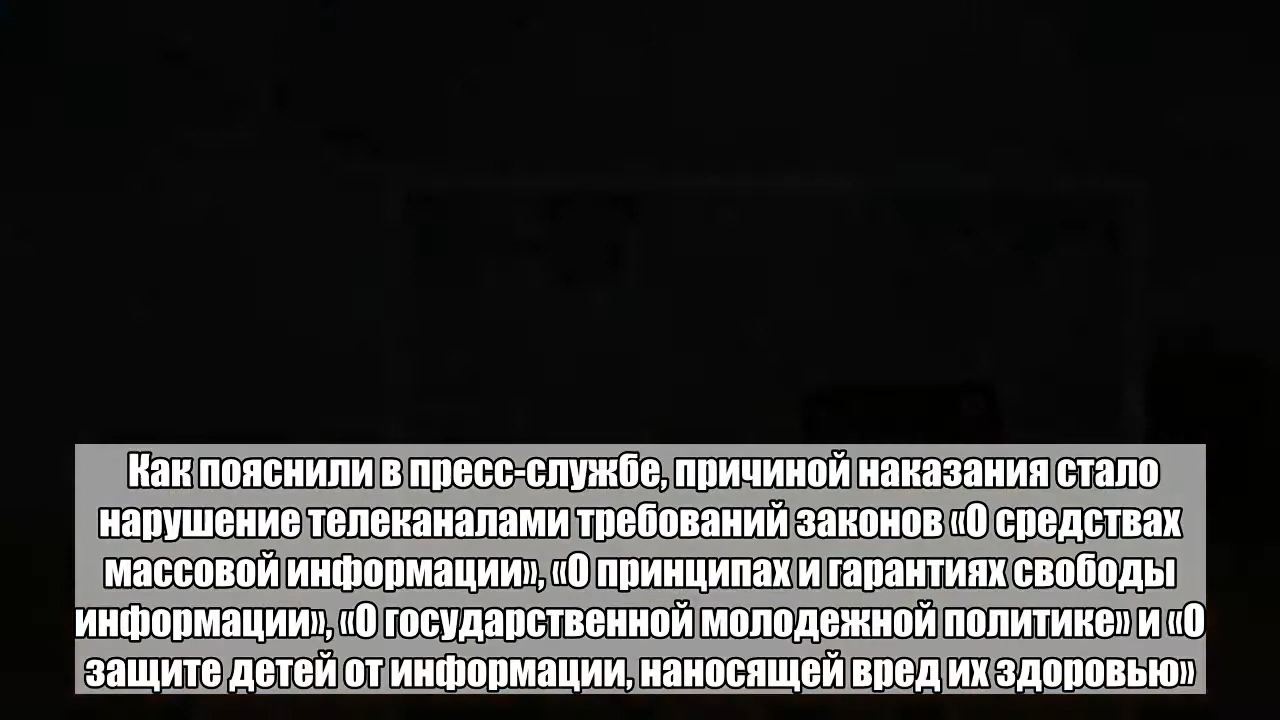 Как пояснили в пресс-службе, причиной наказания стало
нарушение телеканалами требований законов «О средствах
массовой информации», «О принципах и гарантиях свободы
информации», «О государственной молодежной политике» и «О
защите детей от информации, наносящей вред их здоровью»